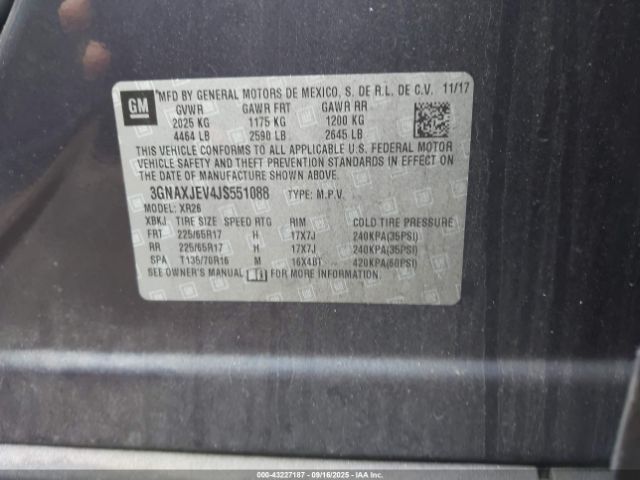 GM
MFD BY GENERAL MOTORS DE MEXICO, S. DE R.L. DE C.V. 11/17
GVWR GAWR FRT GAWR RR
2025 KG 1175 KG 1200 KG
4464 LB 2590 LB 2645 LB
THIS VEHICLE CONFORMS TO ALL APPLICABLE U.S. FEDERAL MOTOR
VEHICLE SAFETY AND THEFT PREVENTION STANDARDS IN EFFECT ON
THE DATE OF MANUFACTURE SHOWN ABOVE.
3GNAXJEV4JS551088 TYPE: M.P.V.
MODEL: XR26
XBKJ TIRE SIZE SPEED RTG RIM COLD TIRE PRESSURE
FRT 225/65R17 H 17X7J 240KPA(35PSI)
RR 225/65R17 H 17X7J 240KPA(35PSI)
SPA T135/70R16 M 16X4BT 420KPA(60PSI)
SEE OWNER'S MANUAL FOR MORE INFORMATION.
000-43227187 - 09/16/2025 - Copyright IAA, LLC